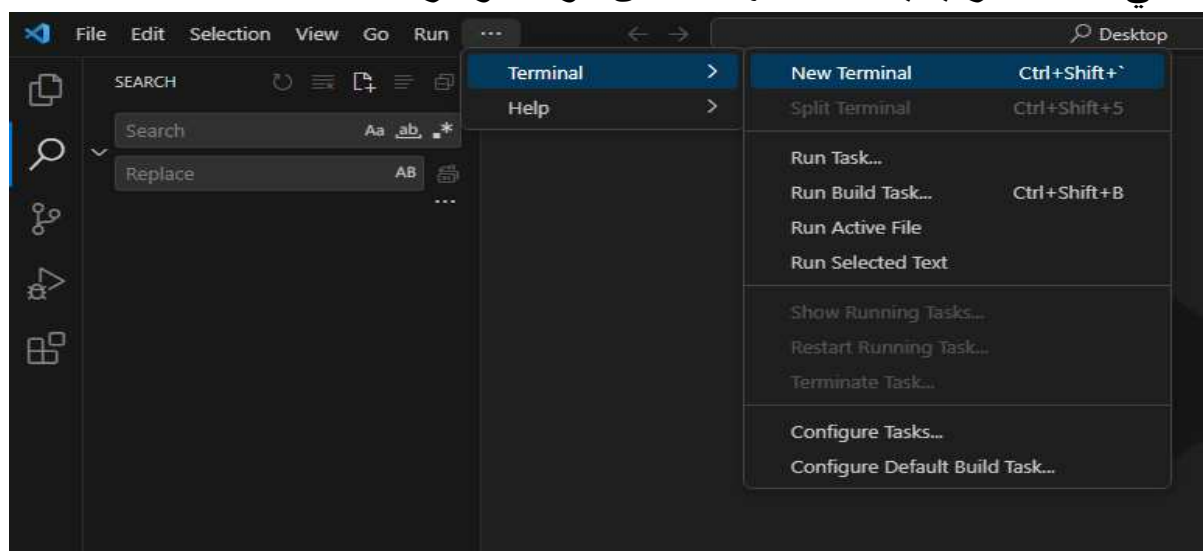 File Edit Selection View Go Run ···
Desktop
SEARCH
Search Aa ab .*
Replace AB
···
Terminal >
Help >
New Terminal Ctrl+Shift+`
Split Terminal Ctrl+Shift+5
Run Task...
Run Build Task... Ctrl+Shift+B
Run Active File
Run Selected Text
Show Running Tasks...
Restart Running Task...
Terminate Task...
Configure Tasks...
Configure Default Build Task...